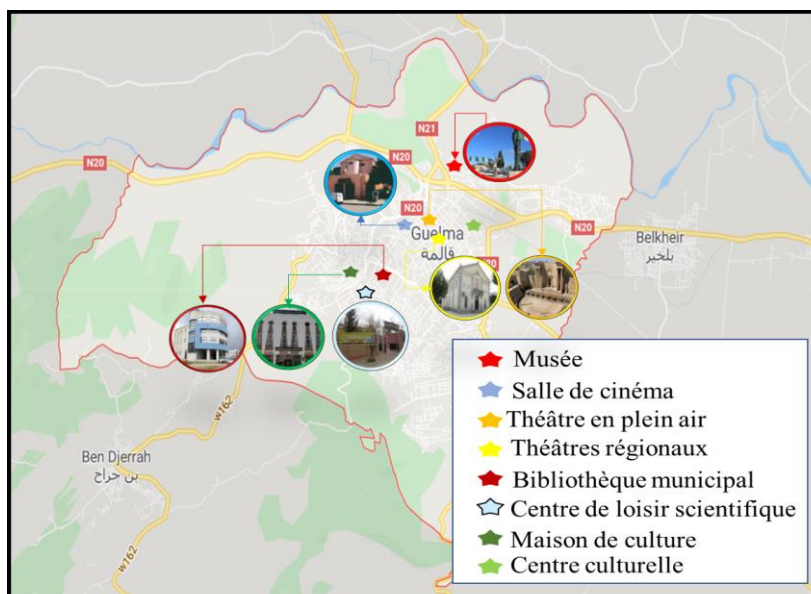 N21
N20
N20
N20
N20
Guelma
قالمة
N20
Belkheir
بلخير
w162
Ben Djerrah
بن جراح
w162
Musée
Salle de cinéma
Théâtre en plein air
Théâtres régionaux
Bibliothèque municipal
Centre de loisir scientifique
Maison de culture
Centre culturelle